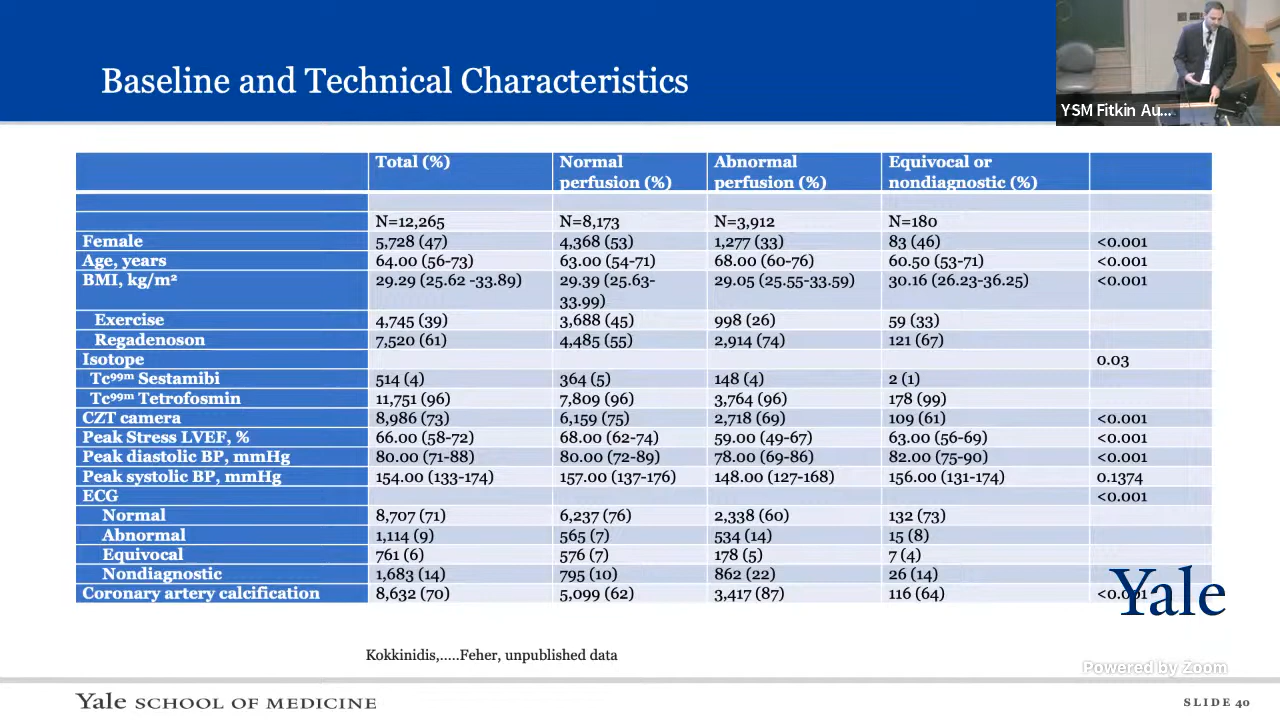 Baseline and Technical Characteristics
YSM Fitkin Au...
Total (%) Normal perfusion (%) Abnormal perfusion (%) Equivocal or nondiagnostic (%)
N=12,265 N=8,173 N=3,912 N=180
Female 5,728 (47) 4,368 (53) 1,277 (33) 83 (46) <0.001
Age, years 64.00 (56-73) 63.00 (54-71) 68.00 (60-76) 60.50 (53-71) <0.001
BMI, kg/m² 29.29 (25.62 -33.89) 29.39 (25.63-33.99) 29.05 (25.55-33.59) 30.16 (26.23-36.25) <0.001
Exercise 4,745 (39) 3,688 (45) 998 (26) 59 (33)
Regadenoson 7,520 (61) 4,485 (55) 2,914 (74) 121 (67)
Isotope 0.03
Tc⁹⁹ᵐ Sestamibi 514 (4) 364 (5) 148 (4) 2 (1)
Tc⁹⁹ᵐ Tetrofosmin 11,751 (96) 7,809 (96) 3,764 (96) 178 (99)
CZT camera 8,986 (73) 6,159 (75) 2,718 (69) 109 (61) <0.001
Peak Stress LVEF, % 66.00 (58-72) 68.00 (62-74) 59.00 (49-67) 63.00 (56-69) <0.001
Peak diastolic BP, mmHg 80.00 (71-88) 80.00 (72-89) 78.00 (69-86) 82.00 (75-90) <0.001
Peak systolic BP, mmHg 154.00 (133-174) 157.00 (137-176) 148.00 (127-168) 156.00 (131-174) 0.1374
ECG <0.001
Normal 8,707 (71) 6,237 (76) 2,338 (60) 132 (73)
Abnormal 1,114 (9) 565 (7) 534 (14) 15 (8)
Equivocal 761 (6) 576 (7) 178 (5) 7 (4)
Nondiagnostic 1,683 (14) 795 (10) 862 (22) 26 (14)
Coronary artery calcification 8,632 (70) 5,099 (62) 3,417 (87) 116 (64) <0.001
Yale
Kokkinidis,.....Feher, unpublished data
Powered by Zoom
Yale SCHOOL OF MEDICINE
SLIDE 40